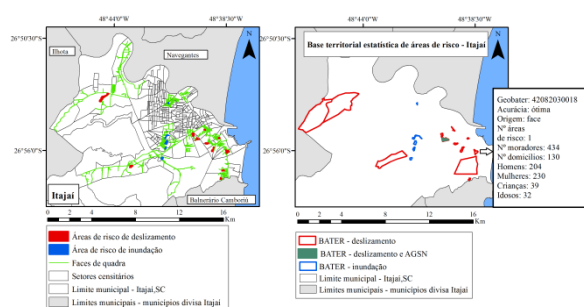 48°44'0"W
48°38'30"W
26°50'30"S
Ilhota
Navegantes
N
26°56'0"S
Itajaí
Balneário Camboriú
0 2 4 8 12 16
Km
Áreas de risco de deslizamento
Área de risco de inundação
Faces de quadra
Setores censitários
Limite municipal - Itajaí,SC
Limites municipais - municípios divisa Itajaí
48°44'0"W
48°38'30"W
26°50'30"S
Base territorial estatística de áreas de risco - Itajaí
N
26°56'0"S
Geobater: 42082030018
Acurácia: ótima
Origem: face
Nº áreas
de risco: 1
Nº moradores: 434
Nº domicílios: 130
Homens: 204
Mulheres: 230
Crianças: 39
Idosos: 32
0 2 4 8 12 16
Km
BATER - deslizamento
BATER - deslizamento e AGSN
BATER - inundação
Limite municipal - Itajaí,SC
Limites municipais - municípios divisa Itajaí